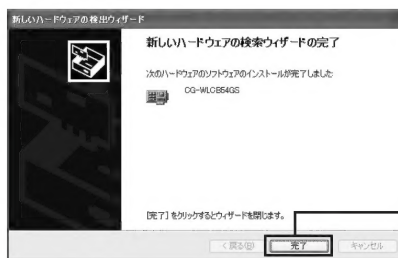 新しいハードウェアの検出ウィザード
新しいハードウェアの検索ウィザードの完了
次のハードウェアのソフトウェアのインストールが完了しました
CG-WLCB54GS
[完了] をクリックするとウィザードを閉じます。
< 戻る(B) 完了 キャンセル